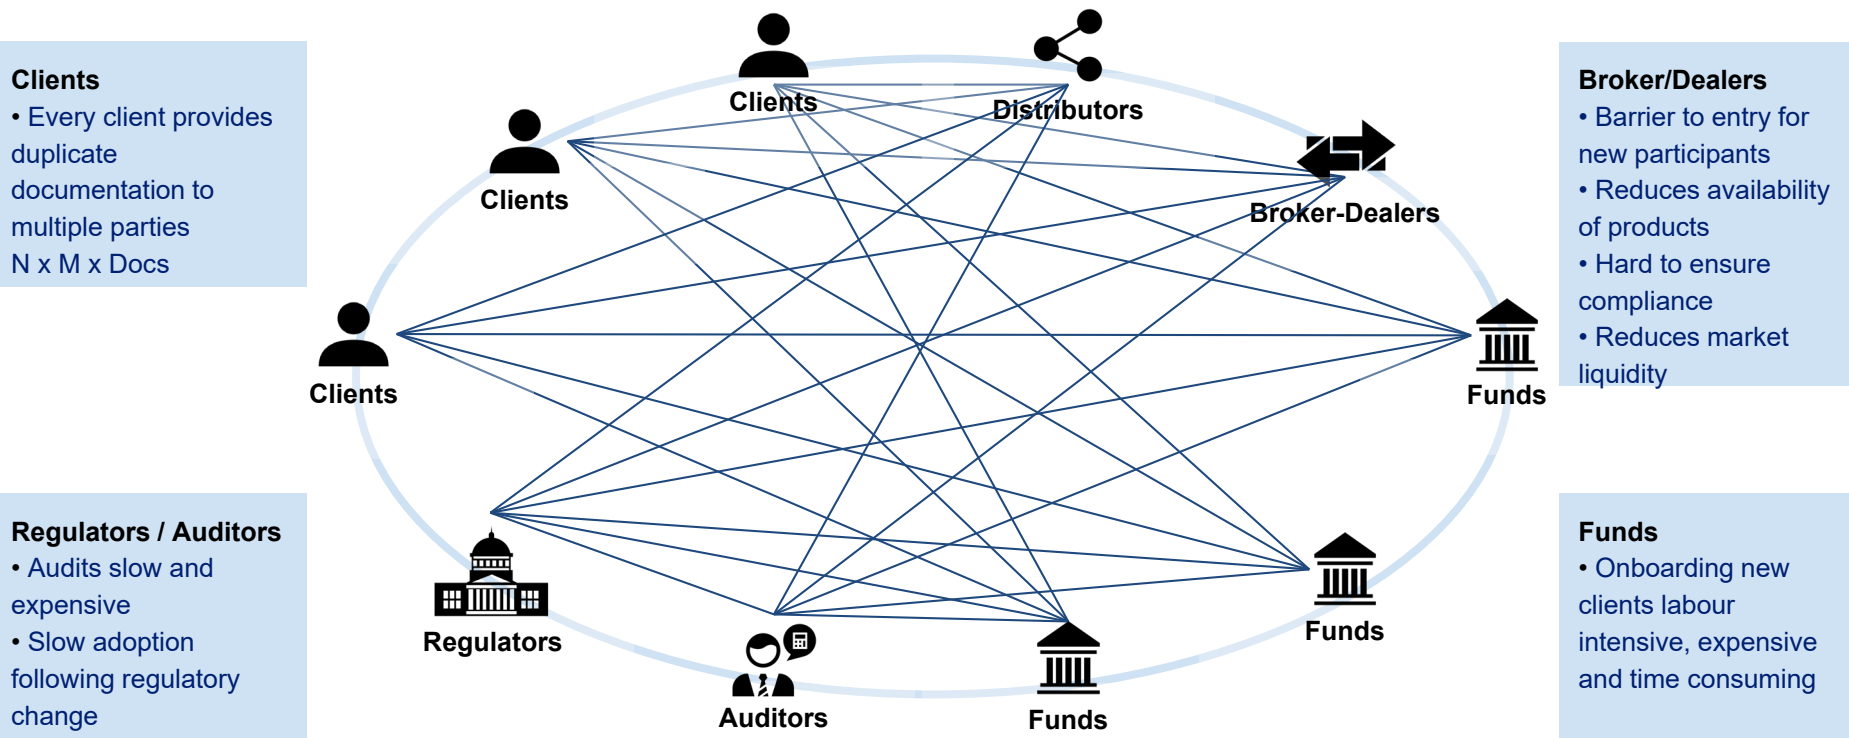 Clients
• Every client provides
duplicate
documentation to
multiple parties
N x M x Docs
Regulators / Auditors
• Audits slow and
expensive
• Slow adoption
following regulatory
change
Clients
Distributors
Clients
Broker-Dealers
Clients
Funds
Regulators
Funds
Auditors
Funds
Broker/Dealers
• Barrier to entry for
new participants
• Reduces availability
of products
• Hard to ensure
compliance
• Reduces market
liquidity
Funds
• Onboarding new
clients labour
intensive, expensive
and time consuming